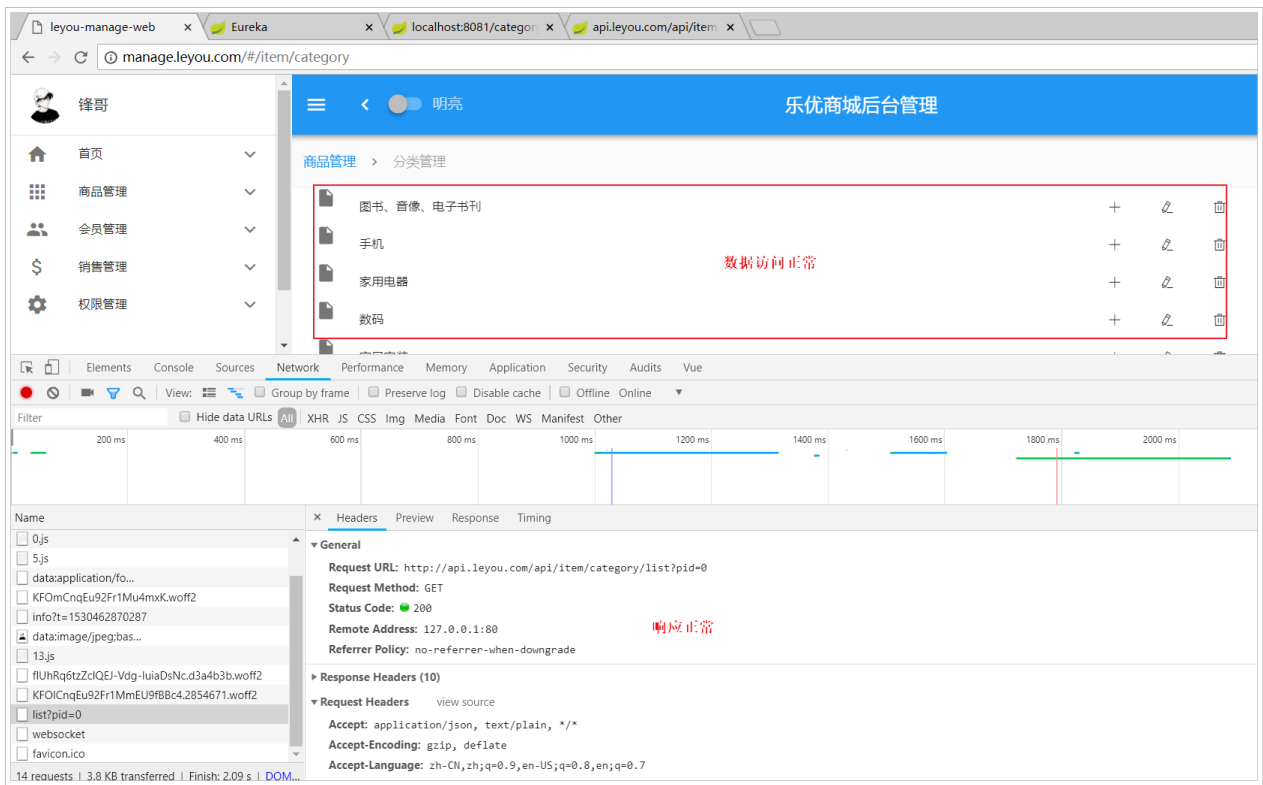 leyou-manage-web
Eureka
localhost:8081/categor
api.leyou.com/api/item
manage.leyou.com/#/item/category
锋哥
明亮
乐优商城后台管理
首页
商品管理
会员管理
销售管理
权限管理
商品管理 > 分类管理
图书、音像、电子书刊
手机
数据访问正常
家用电器
数码
Elements Console Sources Network Performance Memory Application Security Audits Vue
View: Group by frame Preserve log Disable cache Offline Online
Filter Hide data URLs All XHR JS CSS Img Media Font Doc WS Manifest Other
200 ms 400 ms 600 ms 800 ms 1000 ms 1200 ms 1400 ms 1600 ms 1800 ms 2000 ms
Name
0.js
5.js
data:application/fo...
KFOmCnqEu92Fr1Mu4mxK.woff2
info?t=1530462870287
data:image/jpeg;bas...
13.js
flUhRq6tzZclQEJ-Vdg-IuiaDsNc.d3a4b3b.woff2
KFOlCnqEu92Fr1MmEU9fBBc4.2854671.woff2
list?pid=0
websocket
favicon.ico
14 requests | 3.8 KB transferred | Finish: 2.09 s | DOM...
× Headers Preview Response Timing
General
Request URL: http://api.leyou.com/api/item/category/list?pid=0
Request Method: GET
Status Code: 200
响应正常
Remote Address: 127.0.0.1:80
Referrer Policy: no-referrer-when-downgrade
Response Headers (10)
Request Headers view source
Accept: application/json, text/plain, */*
Accept-Encoding: gzip, deflate
Accept-Language: zh-CN,zh;q=0.9,en-US;q=0.8,en;q=0.7